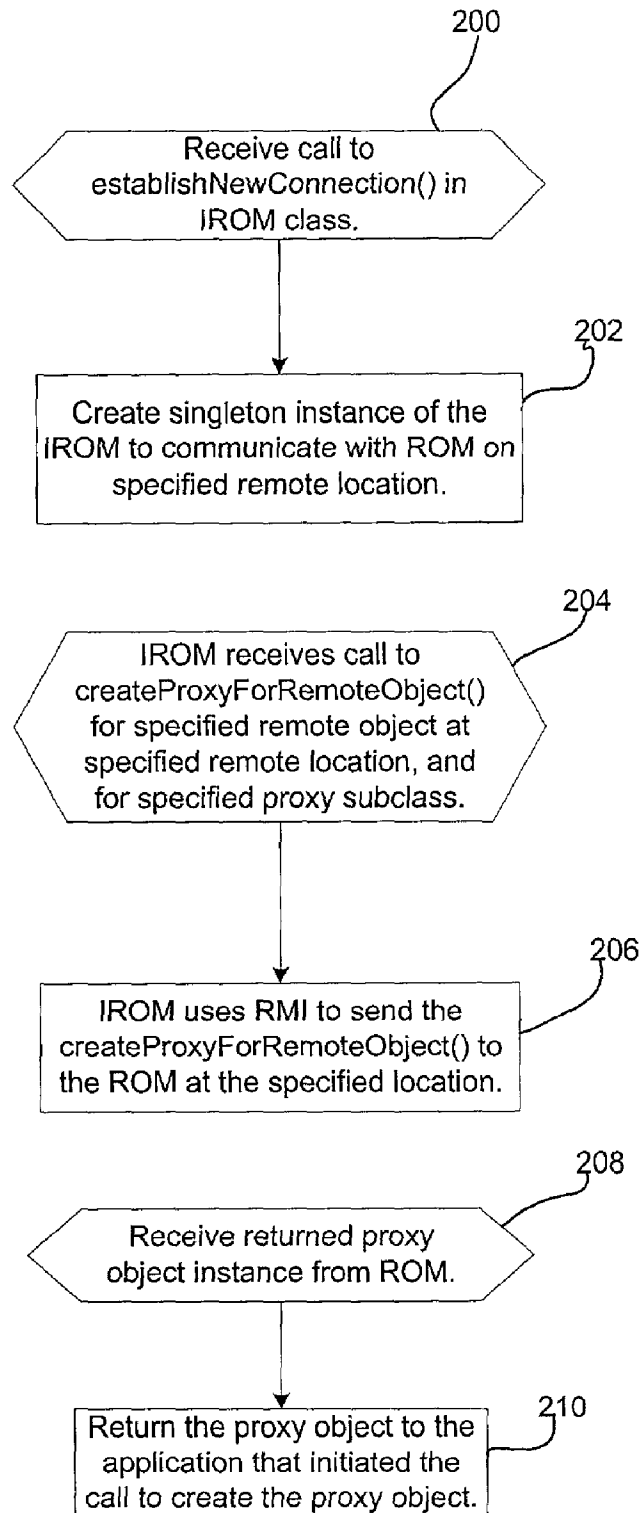 200
Receive call to
establishNewConnection() in
IROM class.
202
Create singleton instance of the
IROM to communicate with ROM on
specified remote location.
204
IROM receives call to
createProxyForRemoteObject()
for specified remote object at
specified remote location, and
for specified proxy subclass.
206
IROM uses RMI to send the
createProxyForRemoteObject() to
the ROM at the specified location.
208
Receive returned proxy
object instance from ROM.
210
Return the proxy object to the
application that initiated the
call to create the proxy object.